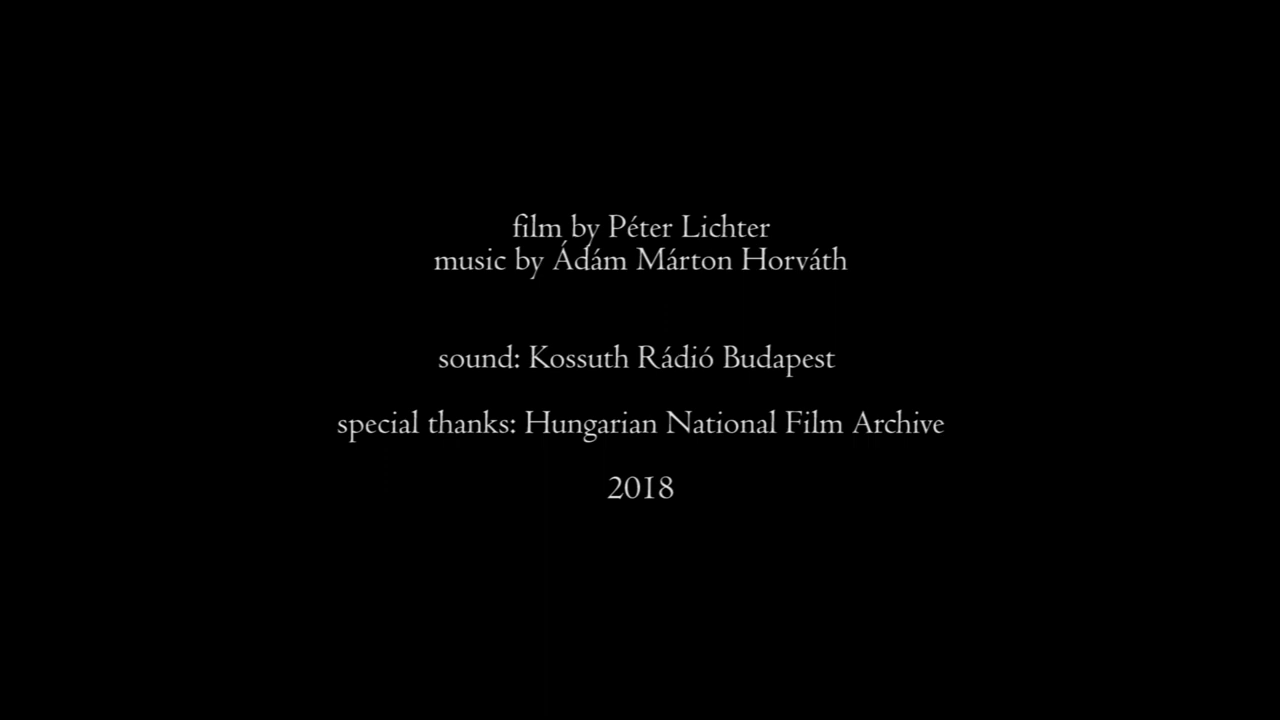 film by Péter Lichter
music by Ádám Márton Horváth
sound: Kossuth Rádió Budapest
special thanks: Hungarian National Film Archive
2018